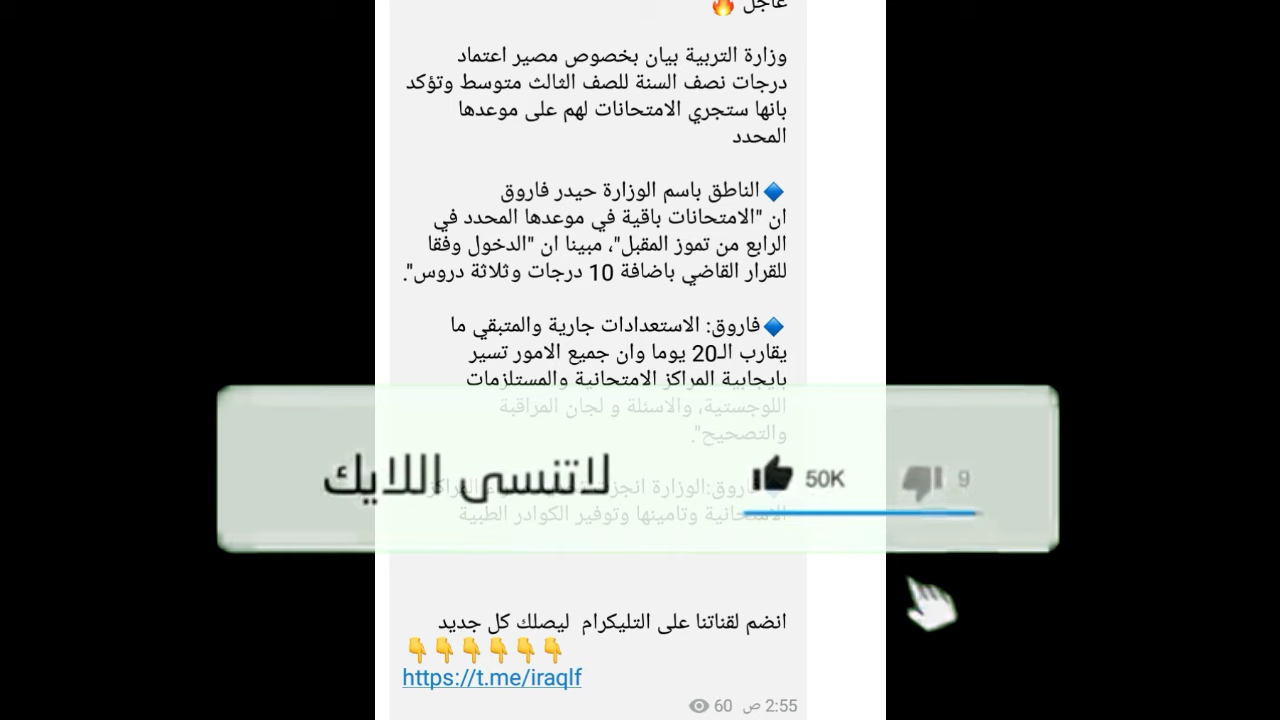 عاجل 🔥
وزارة التربية بيان بخصوص مصير اعتماد
درجات نصف السنة للصف الثالث متوسط وتؤكد
بانها ستجري الامتحانات لهم على موعدها
المحدد
🔷الناطق باسم الوزارة حيدر فاروق
ان "الامتحانات باقية في موعدها المحدد في
الرابع من تموز المقبل"، مبينا ان "الدخول وفقا
للقرار القاضي باضافة 10 درجات وثلاثة دروس".
🔷فاروق: الاستعدادات جارية والمتبقي ما
يقارب الـ20 يوما وان جميع الامور تسير
بايجابية المراكز الامتحانية والمستلزمات
اللوجستية، والاسئلة و لجان المراقبة
والتصحيح".
لاتنسى اللايك
50K
9
فاروق:الوزارة
الامتحانية وتامينها وتوفير الكوادر الطبية
انضم لقناتنا على التليكرام ليصلك كل جديد
👇👇👇👇👇👇
https://t.me/iraqlf
60 2:55 ص